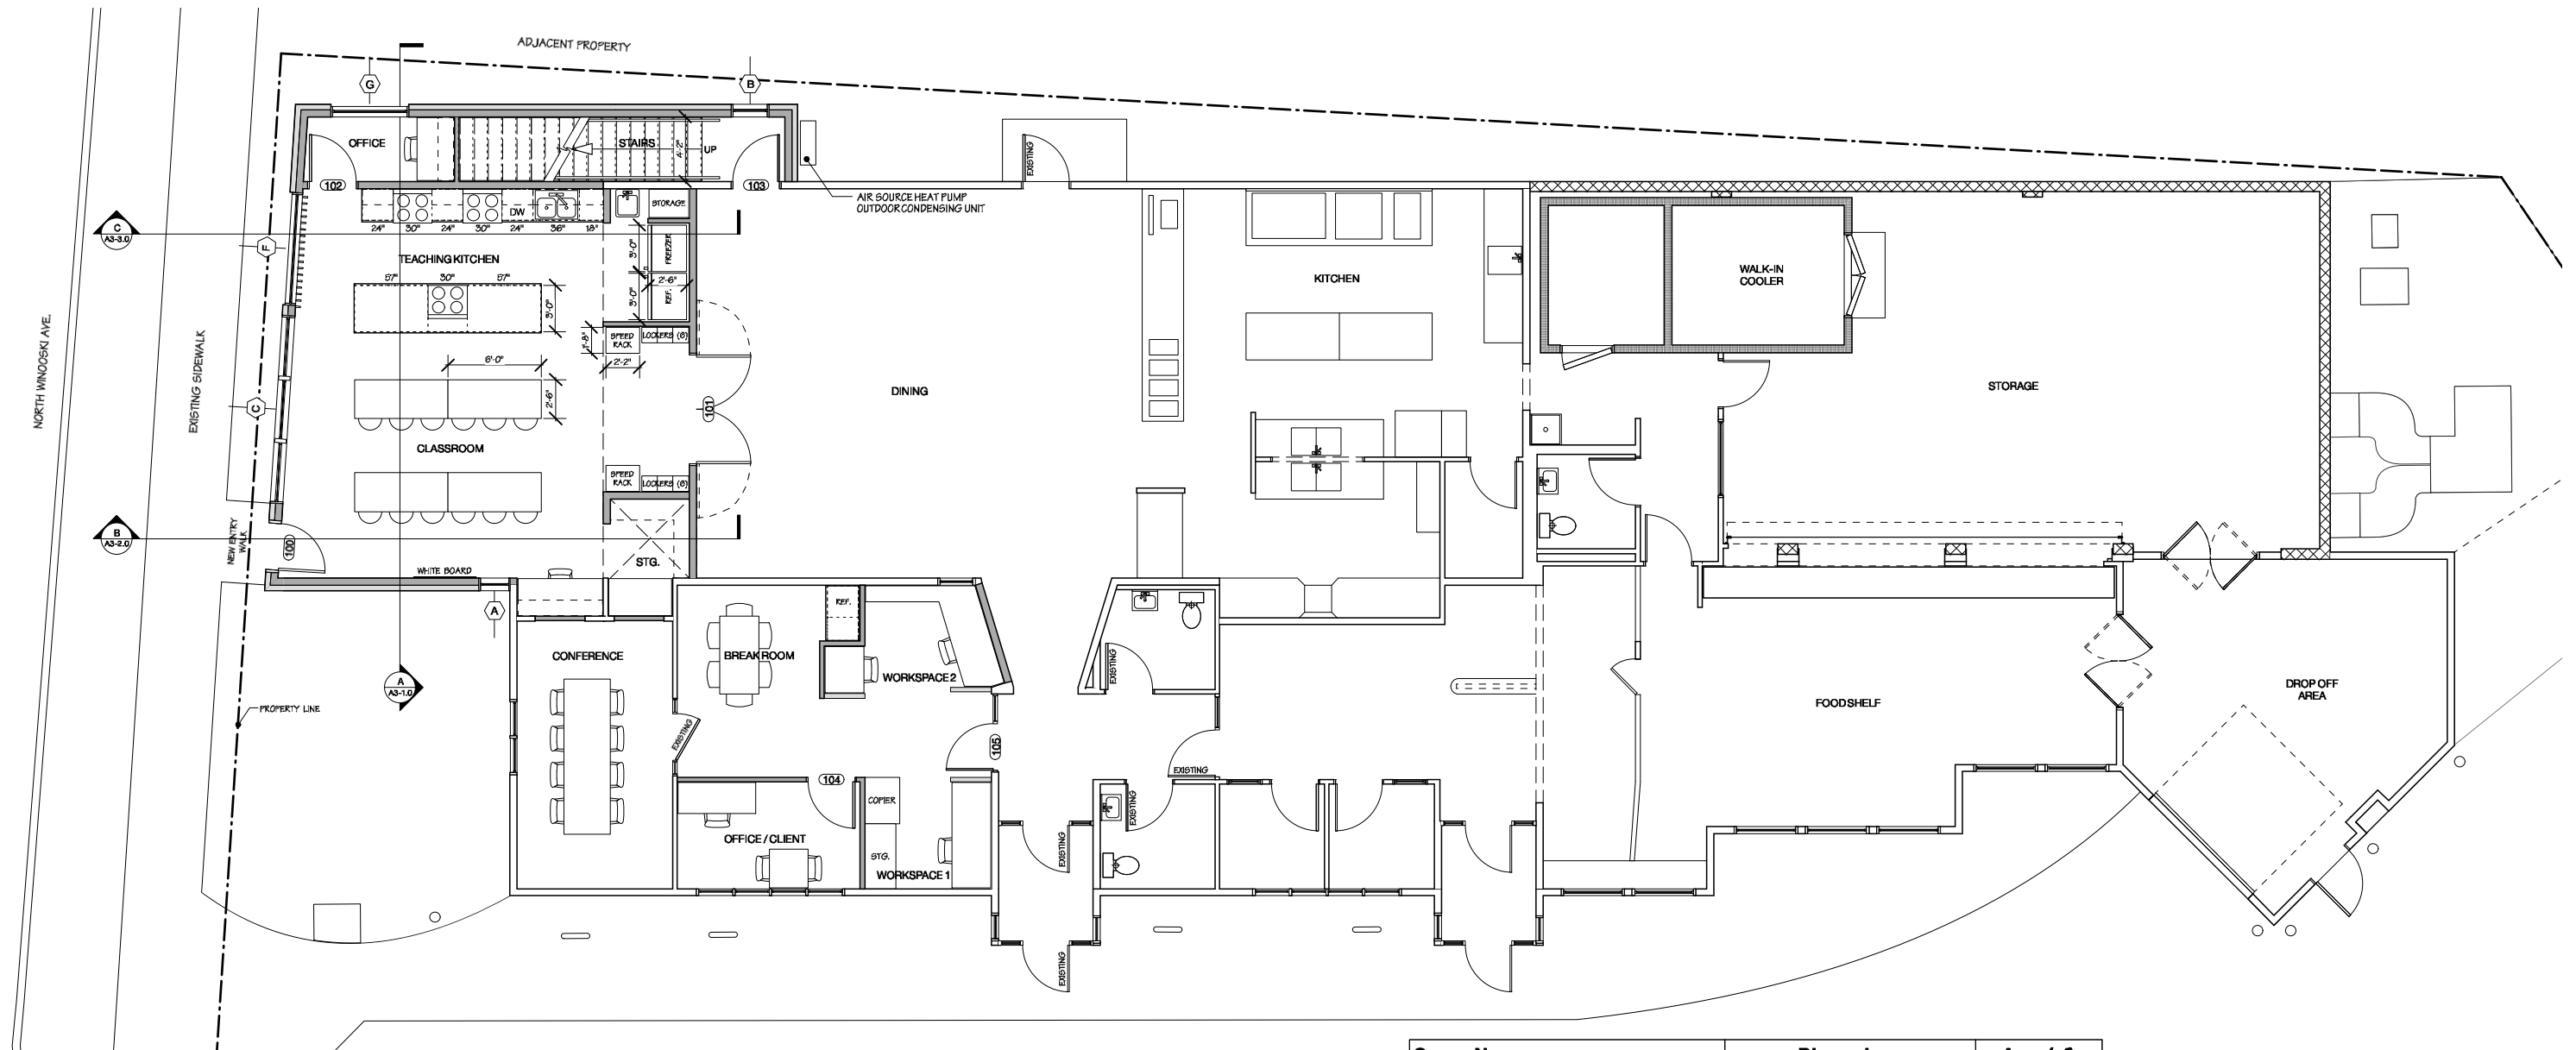 ADJACENT PROPERTY
G
B
OFFICE
STAIRS
4'-2"
UP
EXISTING
102
103
AIR SOURCE HEAT PUMP
OUTDOOR CONDENSING UNIT
DW
STORAGE
C
A3-3.0
24"
30"
24"
30"
24"
36"
18"
F
3'-0"
FREEZER
TEACHING KITCHEN
57"
30"
57"
2'-6"
3'-0"
REF.
3'-0"
KITCHEN
WALK-IN
COOLER
NORTH WINOOSKI AVE.
EXISTING SIDEWALK
1'-8"
SPEED
RACK
LOCKERS (6)
6'-0"
2'-2"
2'-6"
DINING
STORAGE
C
101
CLASSROOM
SPEED
RACK
LOCKERS (6)
B
A3-2.0
NEW ENTRY
WALK
100
WHITE BOARD
STG.
A
REF.
CONFERENCE
BREAK ROOM
WORKSPACE 2
EXISTING
A
A3-1.0
PROPERTY LINE
EXISTING
105
EXISTING
FOOD SHELF
DROP OFF
AREA
104
COPIER
EXISTING
OFFICE / CLIENT
STG.
WORKSPACE 1
EXISTING
EXISTING